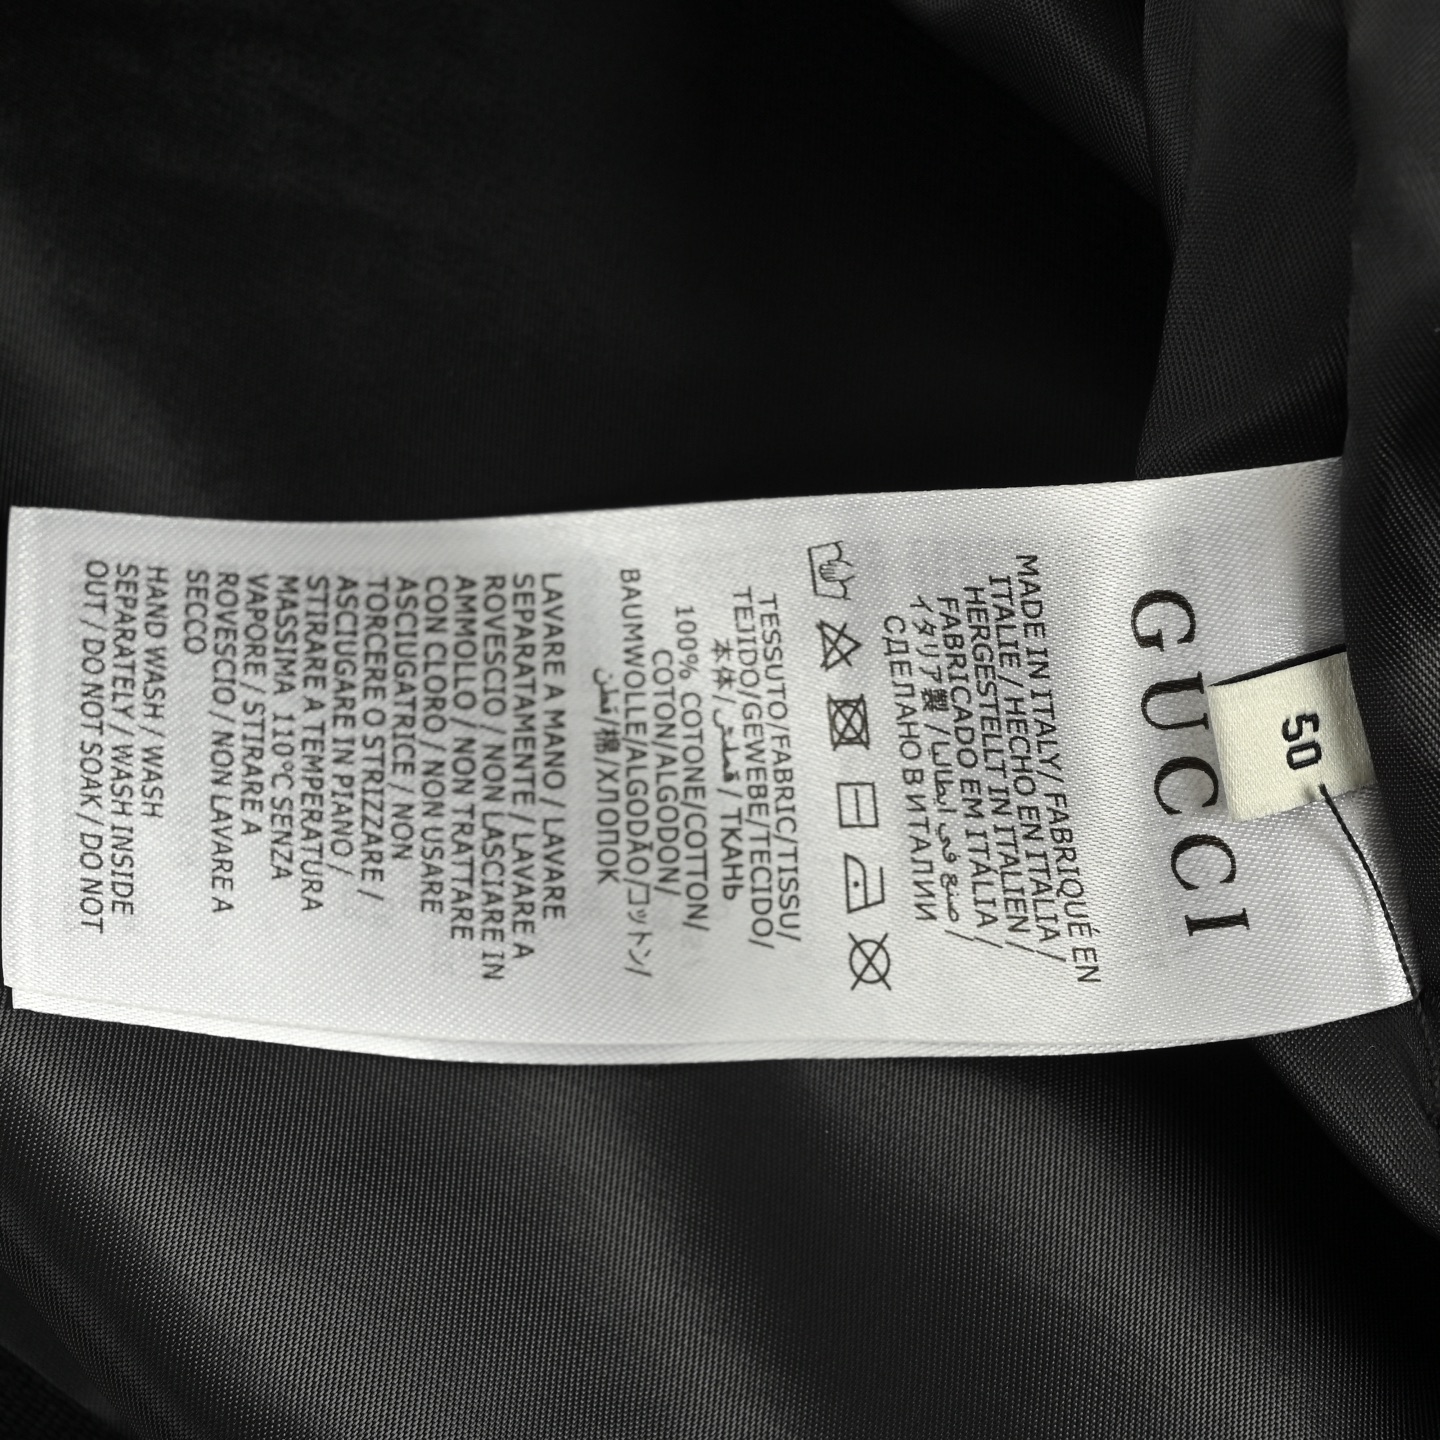 GUCCI
50
MADE IN ITALY/ FABRIQUÉ EN
ITALIE / HECHO EN ITALIA /
HERGESTELLT IN ITALIEN /
FABRICADO EM ITÁLIA /
イタリア製 / صنع في ايطاليا /
СДЕЛАНО В ИТАЛИИ
TESSUTO/FABRIC/TISSU/
TEJIDO/GEWEBE/TECIDO/
本体/ قماش / ТКАНЬ
100% COTONE/COTTON/
COTON/ALGODON/
BAUMWOLLE/ALGODÃO/コットン/
قطن/棉/ХЛОПОК
LAVARE A MANO / LAVARE
SEPARATAMENTE / LAVARE A
ROVESCIO / NON LASCIARE IN
AMMOLLO / NON TRATTARE
CON CLORO / NON USARE
ASCIUGATRICE / NON
TORCERE O STRIZZARE /
ASCIUGARE IN PIANO /
STIRARE A TEMPERATURA
MASSIMA 110°C SENZA
VAPORE / STIRARE A
ROVESCIO / NON LAVARE A
SECCO
HAND WASH / WASH
SEPARATELY / WASH INSIDE
OUT / DO NOT SOAK / DO NOT